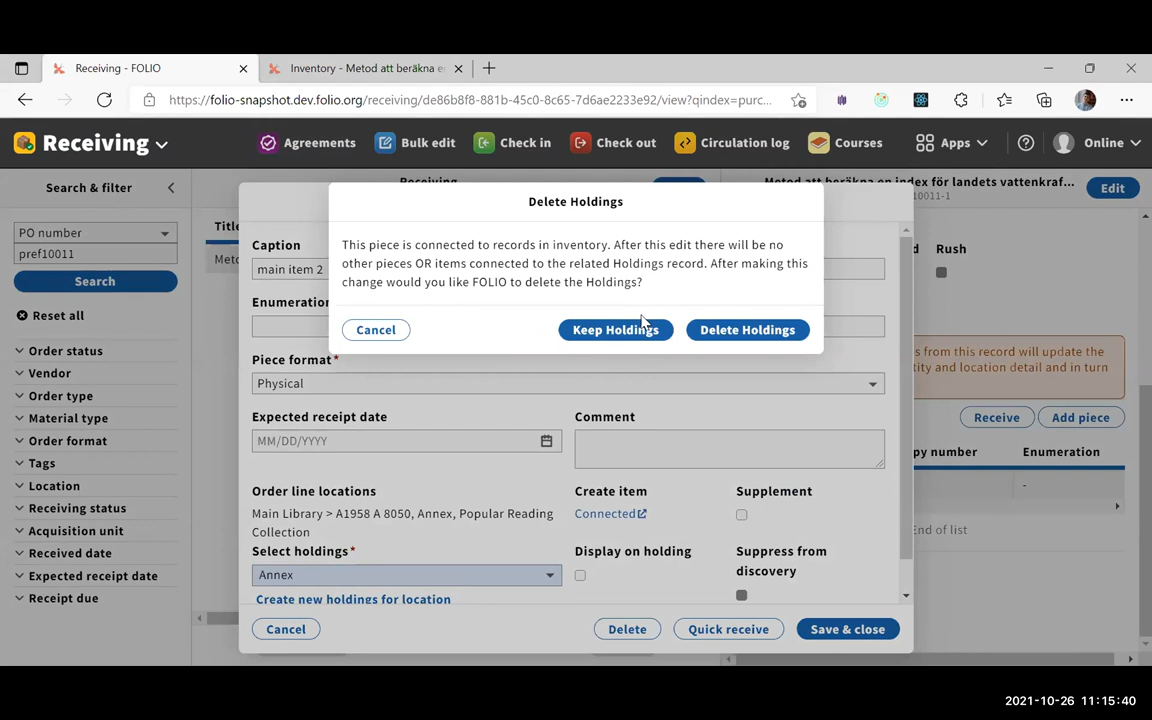 Receiving - FOLIO
Inventory - Metod att beräkna e
https://folio-snapshot.dev.folio.org/receiving/de86b8f8-881b-45c0-8c65-7d6ae2233e92/view?qindex=purc...
Receiving
Agreements
Bulk edit
Check in
Check out
Circulation log
Courses
Apps
Online
Search & filter
Receiving
Metod att beräkna en index för landets vattenkraf...
10011-1
Edit
PO number
pref10011
Search
Reset all
Order status
Vendor
Order type
Material type
Order format
Tags
Location
Receiving status
Acquisition unit
Received date
Expected receipt date
Receipt due
Title
Meto
Delete Holdings
This piece is connected to records in inventory. After this edit there will be no
other pieces OR items connected to the related Holdings record. After making this
change would you like FOLIO to delete the Holdings?
Cancel
Keep Holdings
Delete Holdings
Caption
main item 2
Enumeration
Piece format*
Physical
Expected receipt date
MM/DD/YYYY
Comment
Order line locations
Main Library > A1958 A 8050, Annex, Popular Reading
Collection
Create item
Connected
Supplement
Select holdings*
Annex
Create new holdings for location
Display on holding
Suppress from
discovery
Cancel
Delete
Quick receive
Save & close
d
Rush
s from this record will update the
tity and location detail and in turn
Receive
Add piece
py number
Enumeration
-
End of list
2021-10-26 11:15:40